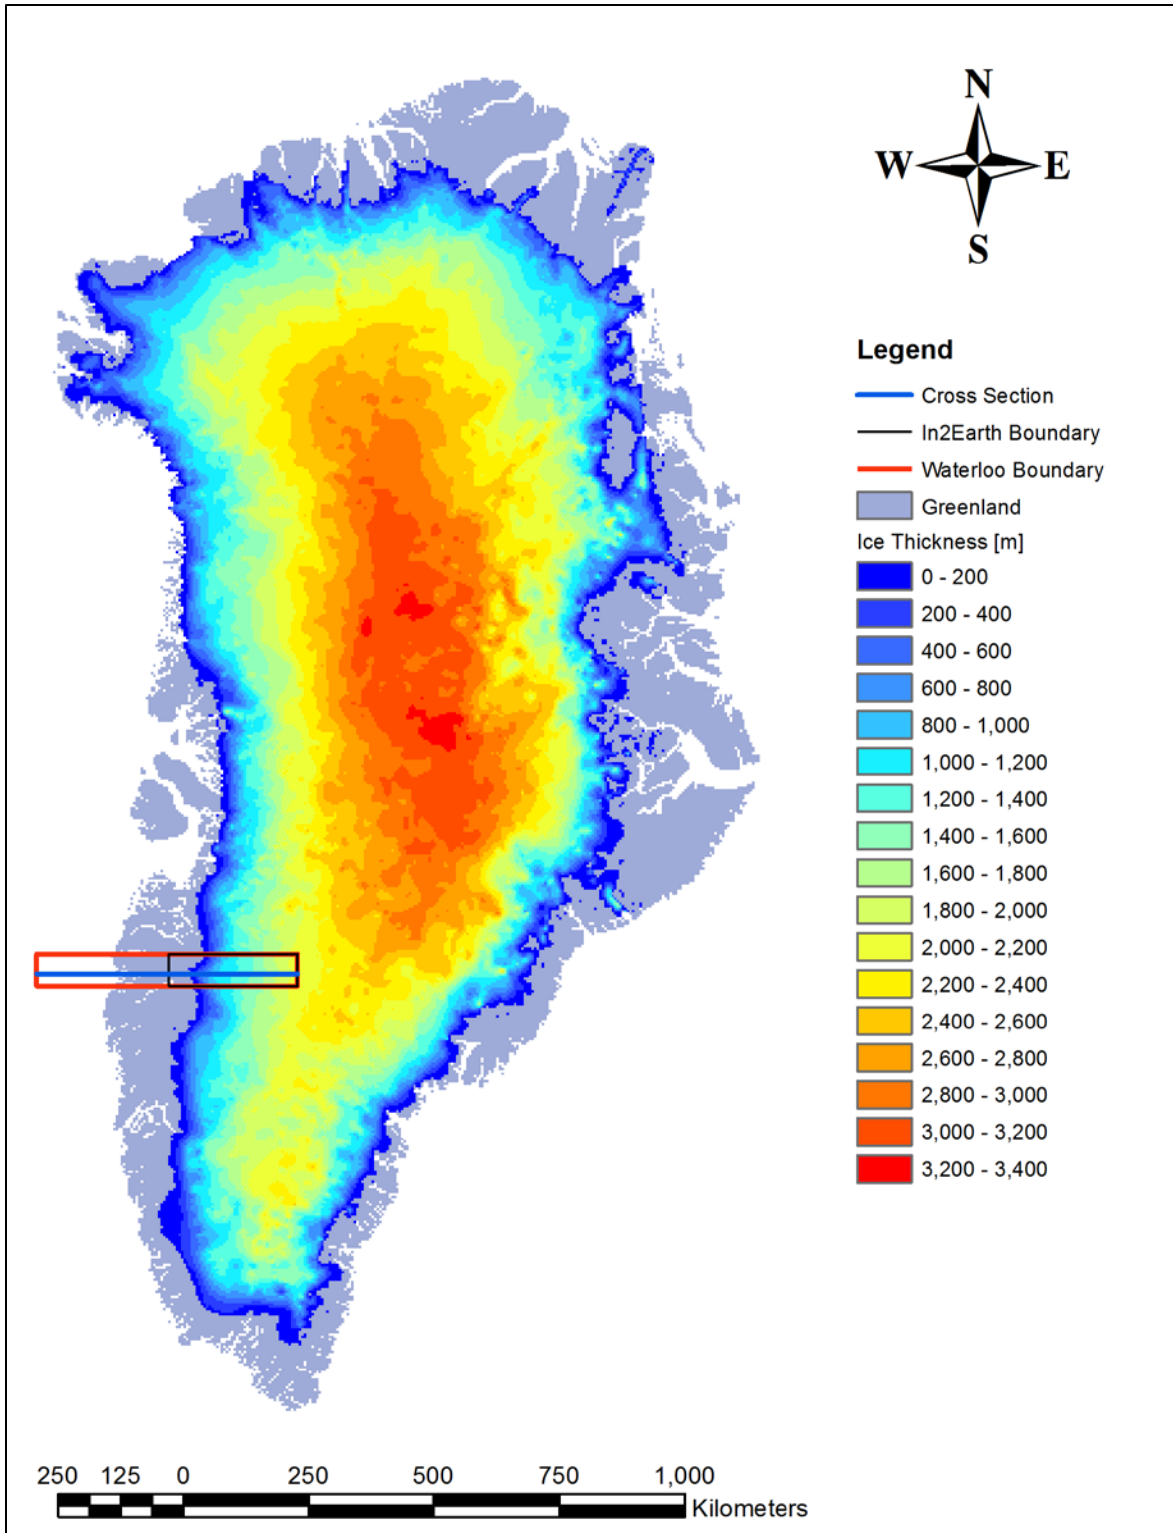 N
W E
S
Legend
Cross Section
In2Earth Boundary
Waterloo Boundary
Greenland
Ice Thickness [m]
0 - 200
200 - 400
400 - 600
600 - 800
800 - 1,000
1,000 - 1,200
1,200 - 1,400
1,400 - 1,600
1,600 - 1,800
1,800 - 2,000
2,000 - 2,200
2,200 - 2,400
2,400 - 2,600
2,600 - 2,800
2,800 - 3,000
3,000 - 3,200
3,200 - 3,400
250 125 0 250 500 750 1,000
Kilometers